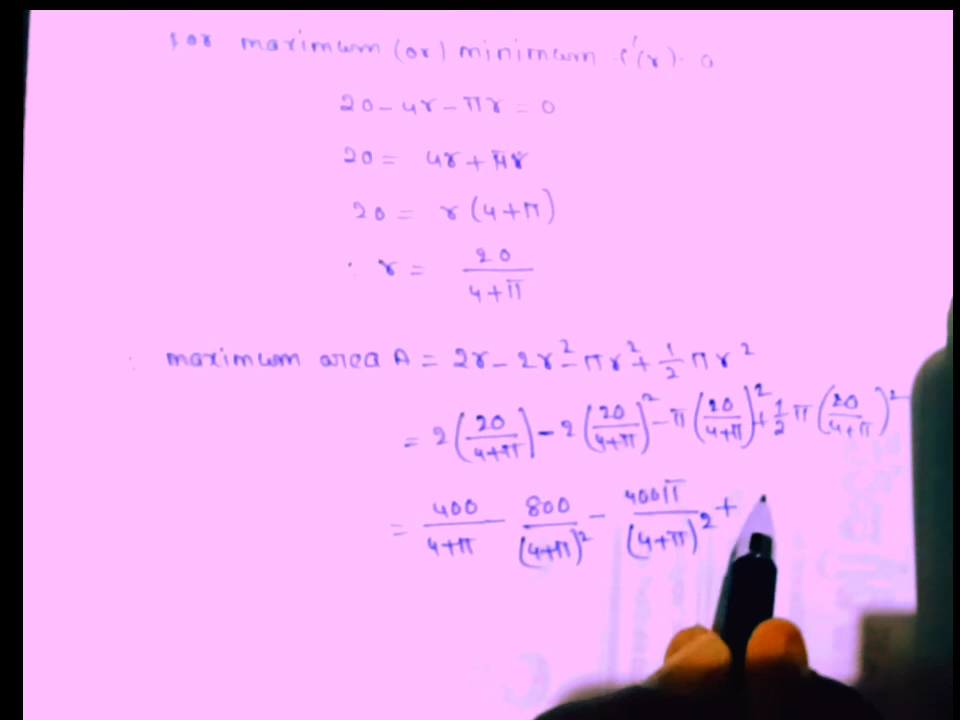 for maximum (or) minimum f'(r) = 0
20 - 4r - πr = 0
20 = 4r + πr
20 = r(4+π)
∴ r = 20/(4+π)
∴ maximum area A = 2r - 2r² - πr² + 1/2 πr²
= 2(20/(4+π)) - 2(20/(4+π))² - π(20/(4+π))² + 1/2 π(20/(4+π))²
= 400/(4+π) - 800/(4+π)² - 400π/(4+π)² +